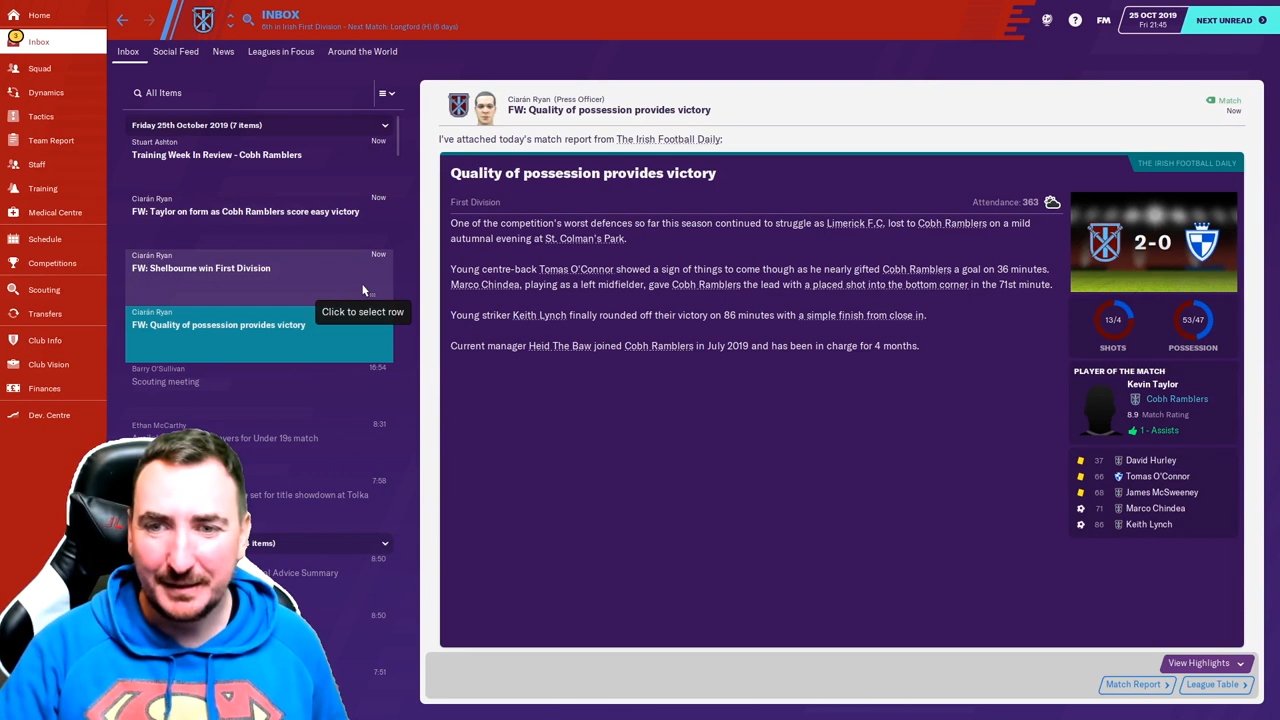 Home
INBOX
6th in Irish First Division - Next Match: Longford (H) (6 days)
FM
25 OCT 2019
Fri 21:45
NEXT UNREAD
3
Inbox
Squad
Dynamics
Tactics
Team Report
Staff
Training
Medical Centre
Schedule
Competitions
Scouting
Transfers
Club Info
Club Vision
Finances
Dev. Centre
Inbox Social Feed News Leagues in Focus Around the World
All Items
Friday 25th October 2019 (7 items)
Stuart Ashton Now
Training Week In Review - Cobh Ramblers
Ciarán Ryan Now
FW: Taylor on form as Cobh Ramblers score easy victory
Ciarán Ryan Now
FW: Shelbourne win First Division
Click to select row
Ciarán Ryan
FW: Quality of possession provides victory
Barry O'Sullivan 16:54
Scouting meeting
Ethan McCarthy 8:31
yers for Under 19s match
7:58
set for title showdown at Tolka
items)
8:50
Advice Summary
8:50
7:51
Ciarán Ryan (Press Officer)
FW: Quality of possession provides victory
Match
Now
I've attached today's match report from The Irish Football Daily:
THE IRISH FOOTBALL DAILY
Quality of possession provides victory
First Division Attendance: 363
One of the competition's worst defences so far this season continued to struggle as Limerick F.C. lost to Cobh Ramblers on a mild
autumnal evening at St. Colman's Park.
Young centre-back Tomas O'Connor showed a sign of things to come though as he nearly gifted Cobh Ramblers a goal on 36 minutes.
Marco Chindea, playing as a left midfielder, gave Cobh Ramblers the lead with a placed shot into the bottom corner in the 71st minute.
Young striker Keith Lynch finally rounded off their victory on 86 minutes with a simple finish from close in.
Current manager Heid The Baw joined Cobh Ramblers in July 2019 and has been in charge for 4 months.
2-0
13/4
SHOTS
53/47
POSSESSION
PLAYER OF THE MATCH
Kevin Taylor
Cobh Ramblers
8.9 Match Rating
1 - Assists
37 David Hurley
66 Tomas O'Connor
68 James McSweeney
71 Marco Chindea
86 Keith Lynch
View Highlights
Match Report
League Table